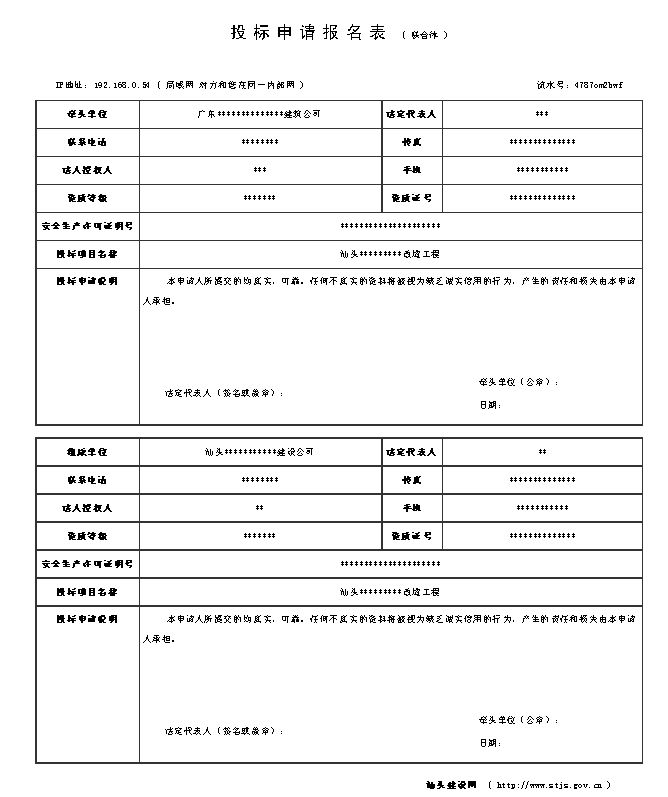 投标申请报名表 (联合体)
IP地址: 192.168.0.54 (局域网 对方和您在同一内部网) 流水号: 4787om2bwf
牵头单位 广东**************建筑公司 法定代表人 ***
联系电话 ******** 传真 **************
法人授权人 *** 手机 ***********
资质等级 ******* 资质证号 **************
安全生产许可证明号 *********************
投标项目名称 汕头*********改造工程
投标申请说明 本申请人所提交的均真实、可靠。任何不真实的资料将被视为缺乏诚实信用的行为, 产生的责任和损失由本申请
人承担。
牵头单位(公章):
法定代表人(签名或盖章):
日期:
组成单位 汕头***********建设公司 法定代表人 **
联系电话 ******** 传真 **************
法人授权人 ** 手机 ***********
资质等级 ******* 资质证号 **************
安全生产许可证明号 *********************
投标项目名称 汕头*********改造工程
投标申请说明 本申请人所提交的均真实、可靠。任何不真实的资料将被视为缺乏诚实信用的行为, 产生的责任和损失由本申请
人承担。
牵头单位(公章):
法定代表人(签名或盖章):
日期:
汕头建设网 (http://www.stjs.gov.cn)